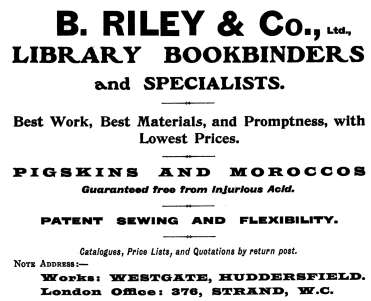 B. RILEY & Co., Ltd.,
LIBRARY BOOKBINDERS
and SPECIALISTS.
Best Work, Best Materials, and Promptness, with
Lowest Prices.
PIGSKINS AND MOROCCOS
Guaranteed free from Injurious Acid.
PATENT SEWING AND FLEXIBILITY.
Catalogues, Price Lists, and Quotations by return post.
Note Address:—
Works: WESTGATE, HUDDERSFIELD.
London Office: 376, STRAND, W.C.